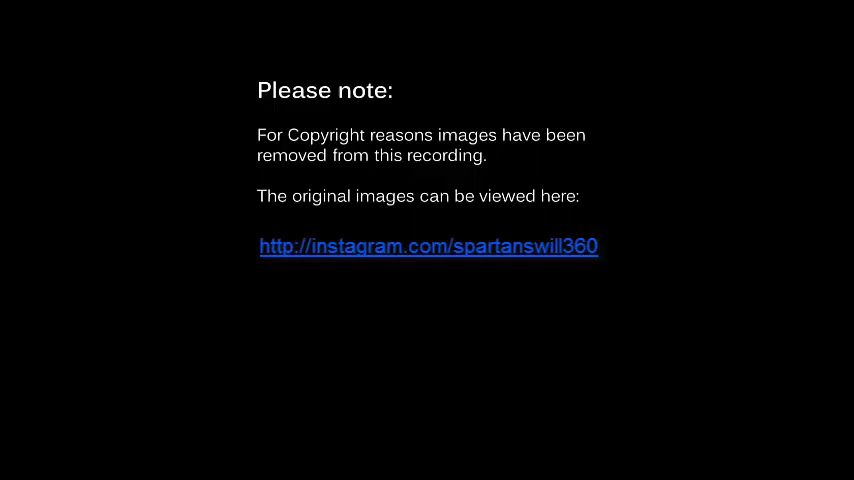 Please note:
For Copyright reasons images have been
removed from this recording.
The original images can be viewed here:
http://instagram.com/spartanswill360